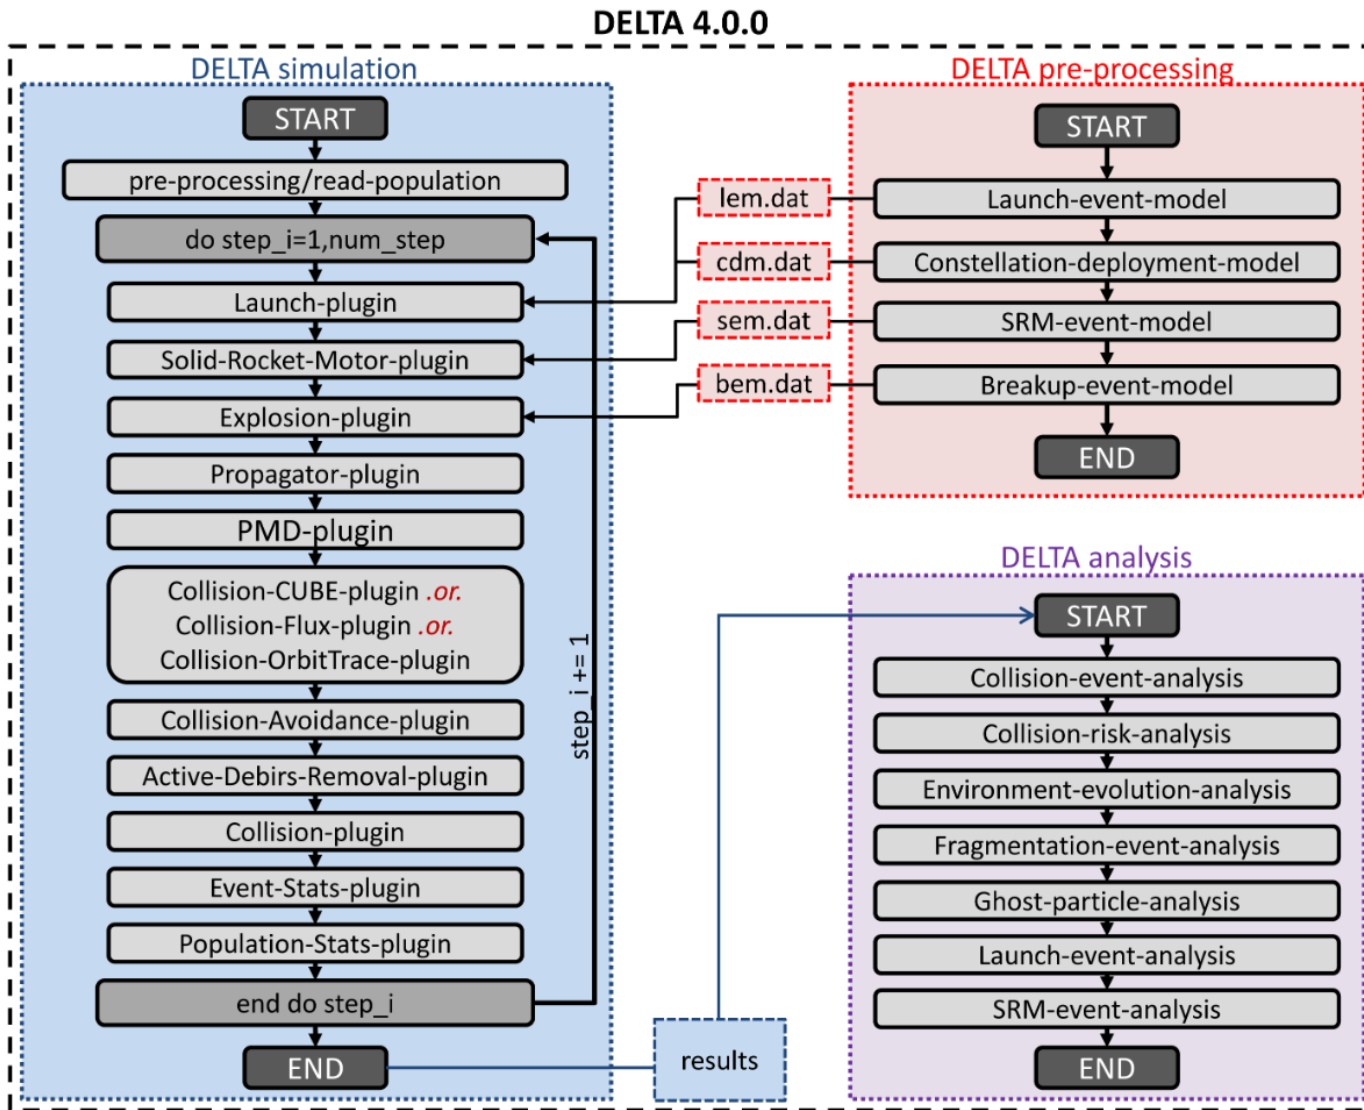 DELTA 4.0.0
DELTA simulation
START
pre-processing/read-population
do step_i=1,num_step
Launch-plugin
Solid-Rocket-Motor-plugin
Explosion-plugin
Propagator-plugin
PMD-plugin
Collision-CUBE-plugin .or.
Collision-Flux-plugin .or.
Collision-OrbitTrace-plugin
Collision-Avoidance-plugin
Active-Debirs-Removal-plugin
Collision-plugin
Event-Stats-plugin
Population-Stats-plugin
end do step_i
END
step_i += 1
lem.dat
cdm.dat
sem.dat
bem.dat
results
DELTA pre-processing
START
Launch-event-model
Constellation-deployment-model
SRM-event-model
Breakup-event-model
END
DELTA analysis
START
Collision-event-analysis
Collision-risk-analysis
Environment-evolution-analysis
Fragmentation-event-analysis
Ghost-particle-analysis
Launch-event-analysis
SRM-event-analysis
END